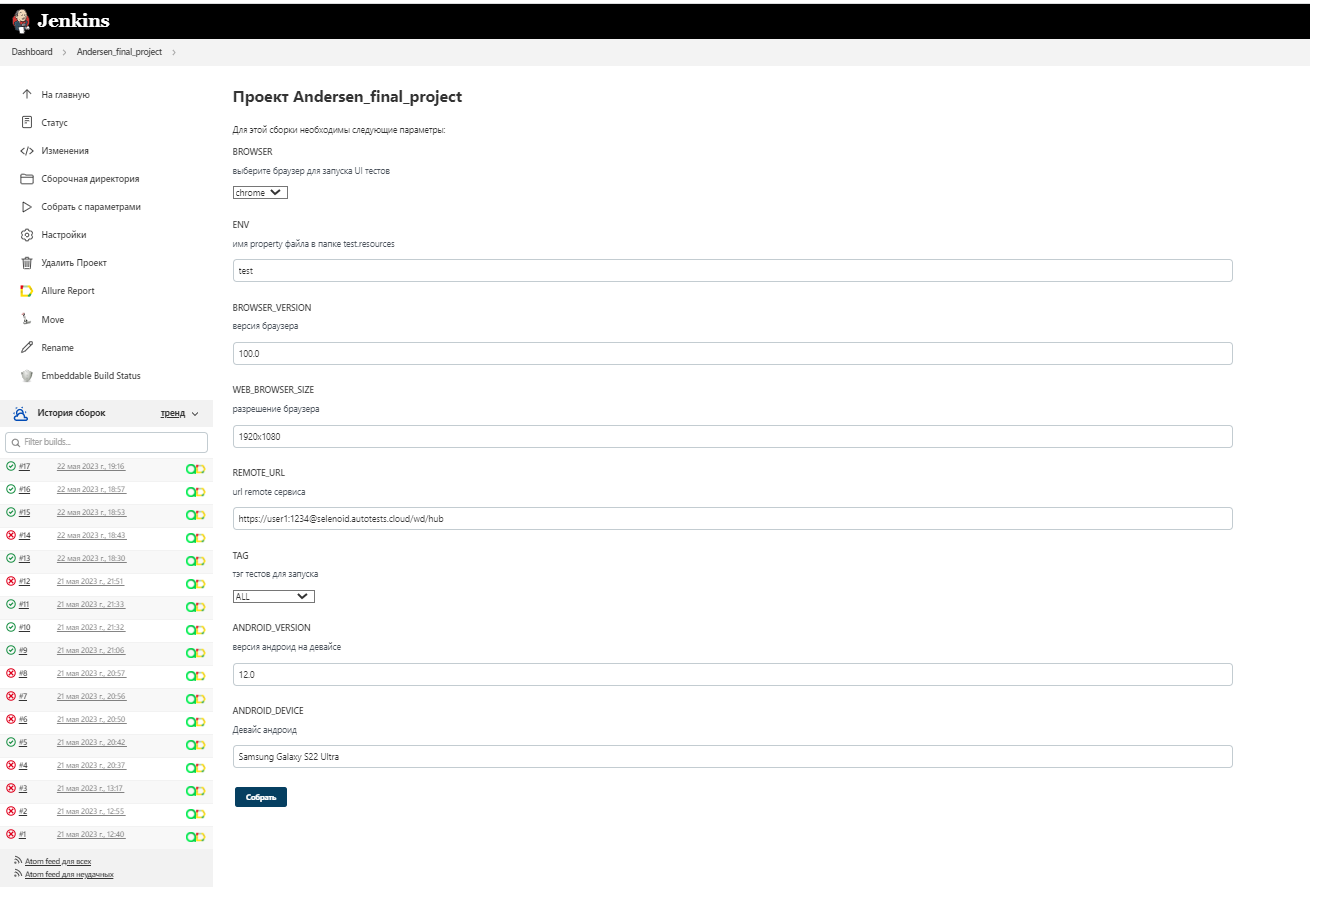 Jenkins
Dashboard
Andersen_final_project
На главную
Статус
Изменения
Сборочная директория
Собрать с параметрами
Настройки
Удалить Проект
Allure Report
Move
Rename
Embeddable Build Status
История сборок тренд
Filter builds...
#17 22 мая 2023 г., 19:16
#16 22 мая 2023 г., 18:57
#15 22 мая 2023 г., 18:53
#14 22 мая 2023 г., 18:43
#13 22 мая 2023 г., 18:30
#12 21 мая 2023 г., 21:51
#11 21 мая 2023 г., 21:33
#10 21 мая 2023 г., 21:32
#9 21 мая 2023 г., 21:06
#8 21 мая 2023 г., 20:57
#7 21 мая 2023 г., 20:56
#6 21 мая 2023 г., 20:50
#5 21 мая 2023 г., 20:42
#4 21 мая 2023 г., 20:37
#3 21 мая 2023 г., 13:17
#2 21 мая 2023 г., 12:55
#1 21 мая 2023 г., 12:40
Atom feed для всех
Atom feed для неудачных
Проект Andersen_final_project
Для этой сборки необходимы следующие параметры:
BROWSER
выберите браузер для запуска UI тестов
chrome
ENV
имя property файла в папке test.resources
test
BROWSER_VERSION
версия браузера
100.0
WEB_BROWSER_SIZE
разрешение браузера
1920x1080
REMOTE_URL
url remote сервиса
https://user1:1234@selenoid.autotests.cloud/wd/hub
TAG
тэг тестов для запуска
ALL
ANDROID_VERSION
версия андроид на девайсе
12.0
ANDROID_DEVICE
Девайс андроид
Samsung Galaxy S22 Ultra
Собрать